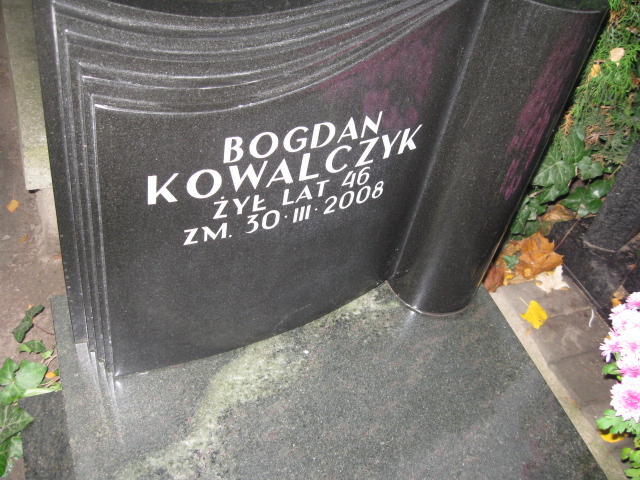 BOGDAN
KOWALCZYK
ŻYŁ LAT 46
ZM. 30·III·2008